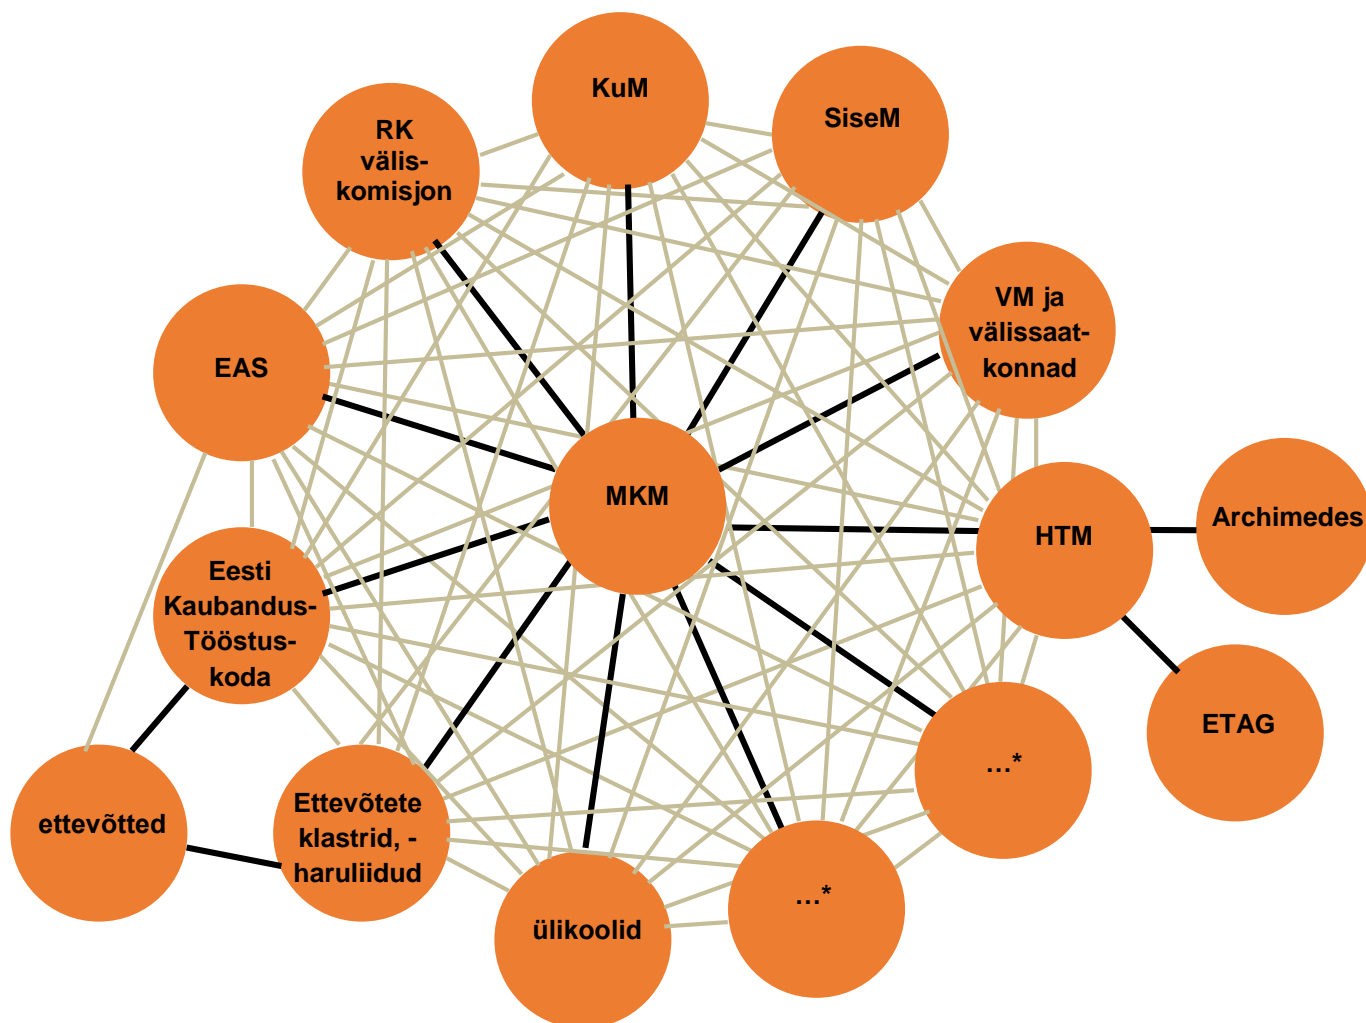 KuM
SiseM
RK
välis-
komisjon
VM ja
välissaat-
konnad
EAS
MKM
HTM
Archimedes
Eesti
Kaubandus-
Tööstus-
koda
ETAG
...*
Ettevõtete
klastrid, -
haruliidud
ettevõtted
...*
ülikoolid